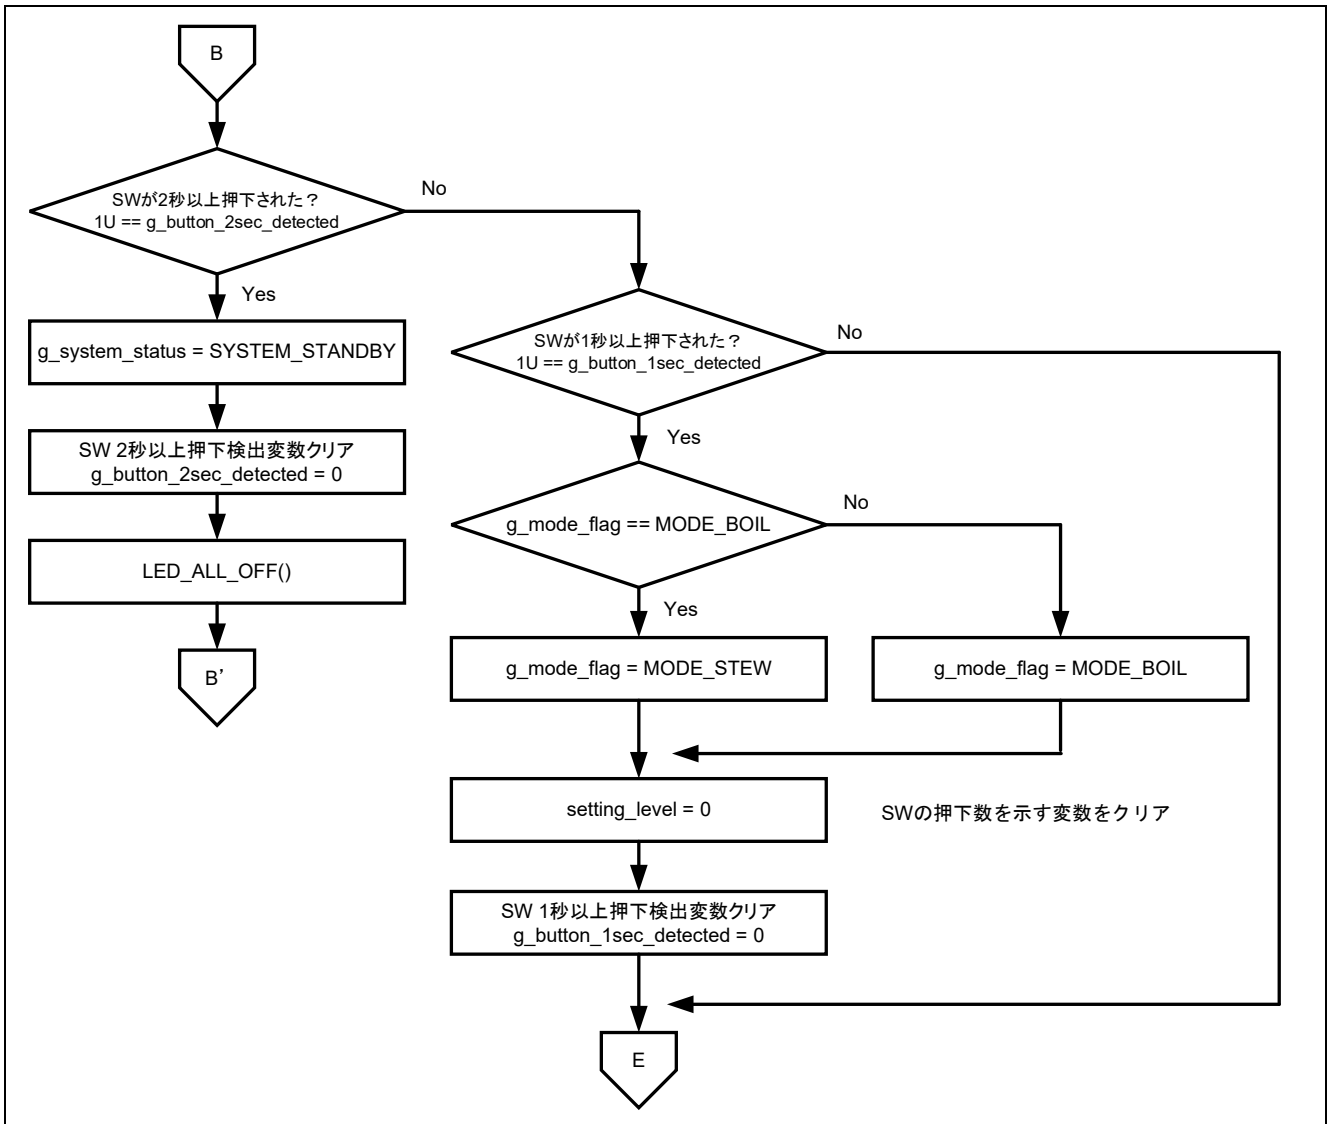 B
SWが2秒以上押下された？
1U == g_button_2sec_detected
No
Yes
g_system_status = SYSTEM_STANDBY
SW 2秒以上押下検出変数クリア
g_button_2sec_detected = 0
LED_ALL_OFF()
B’
SWが1秒以上押下された？
1U == g_button_1sec_detected
No
Yes
g_mode_flag == MODE_BOIL
No
Yes
g_mode_flag = MODE_STEW
g_mode_flag = MODE_BOIL
setting_level = 0
SWの押下数を示す変数をクリア
SW 1秒以上押下検出変数クリア
g_button_1sec_detected = 0
E